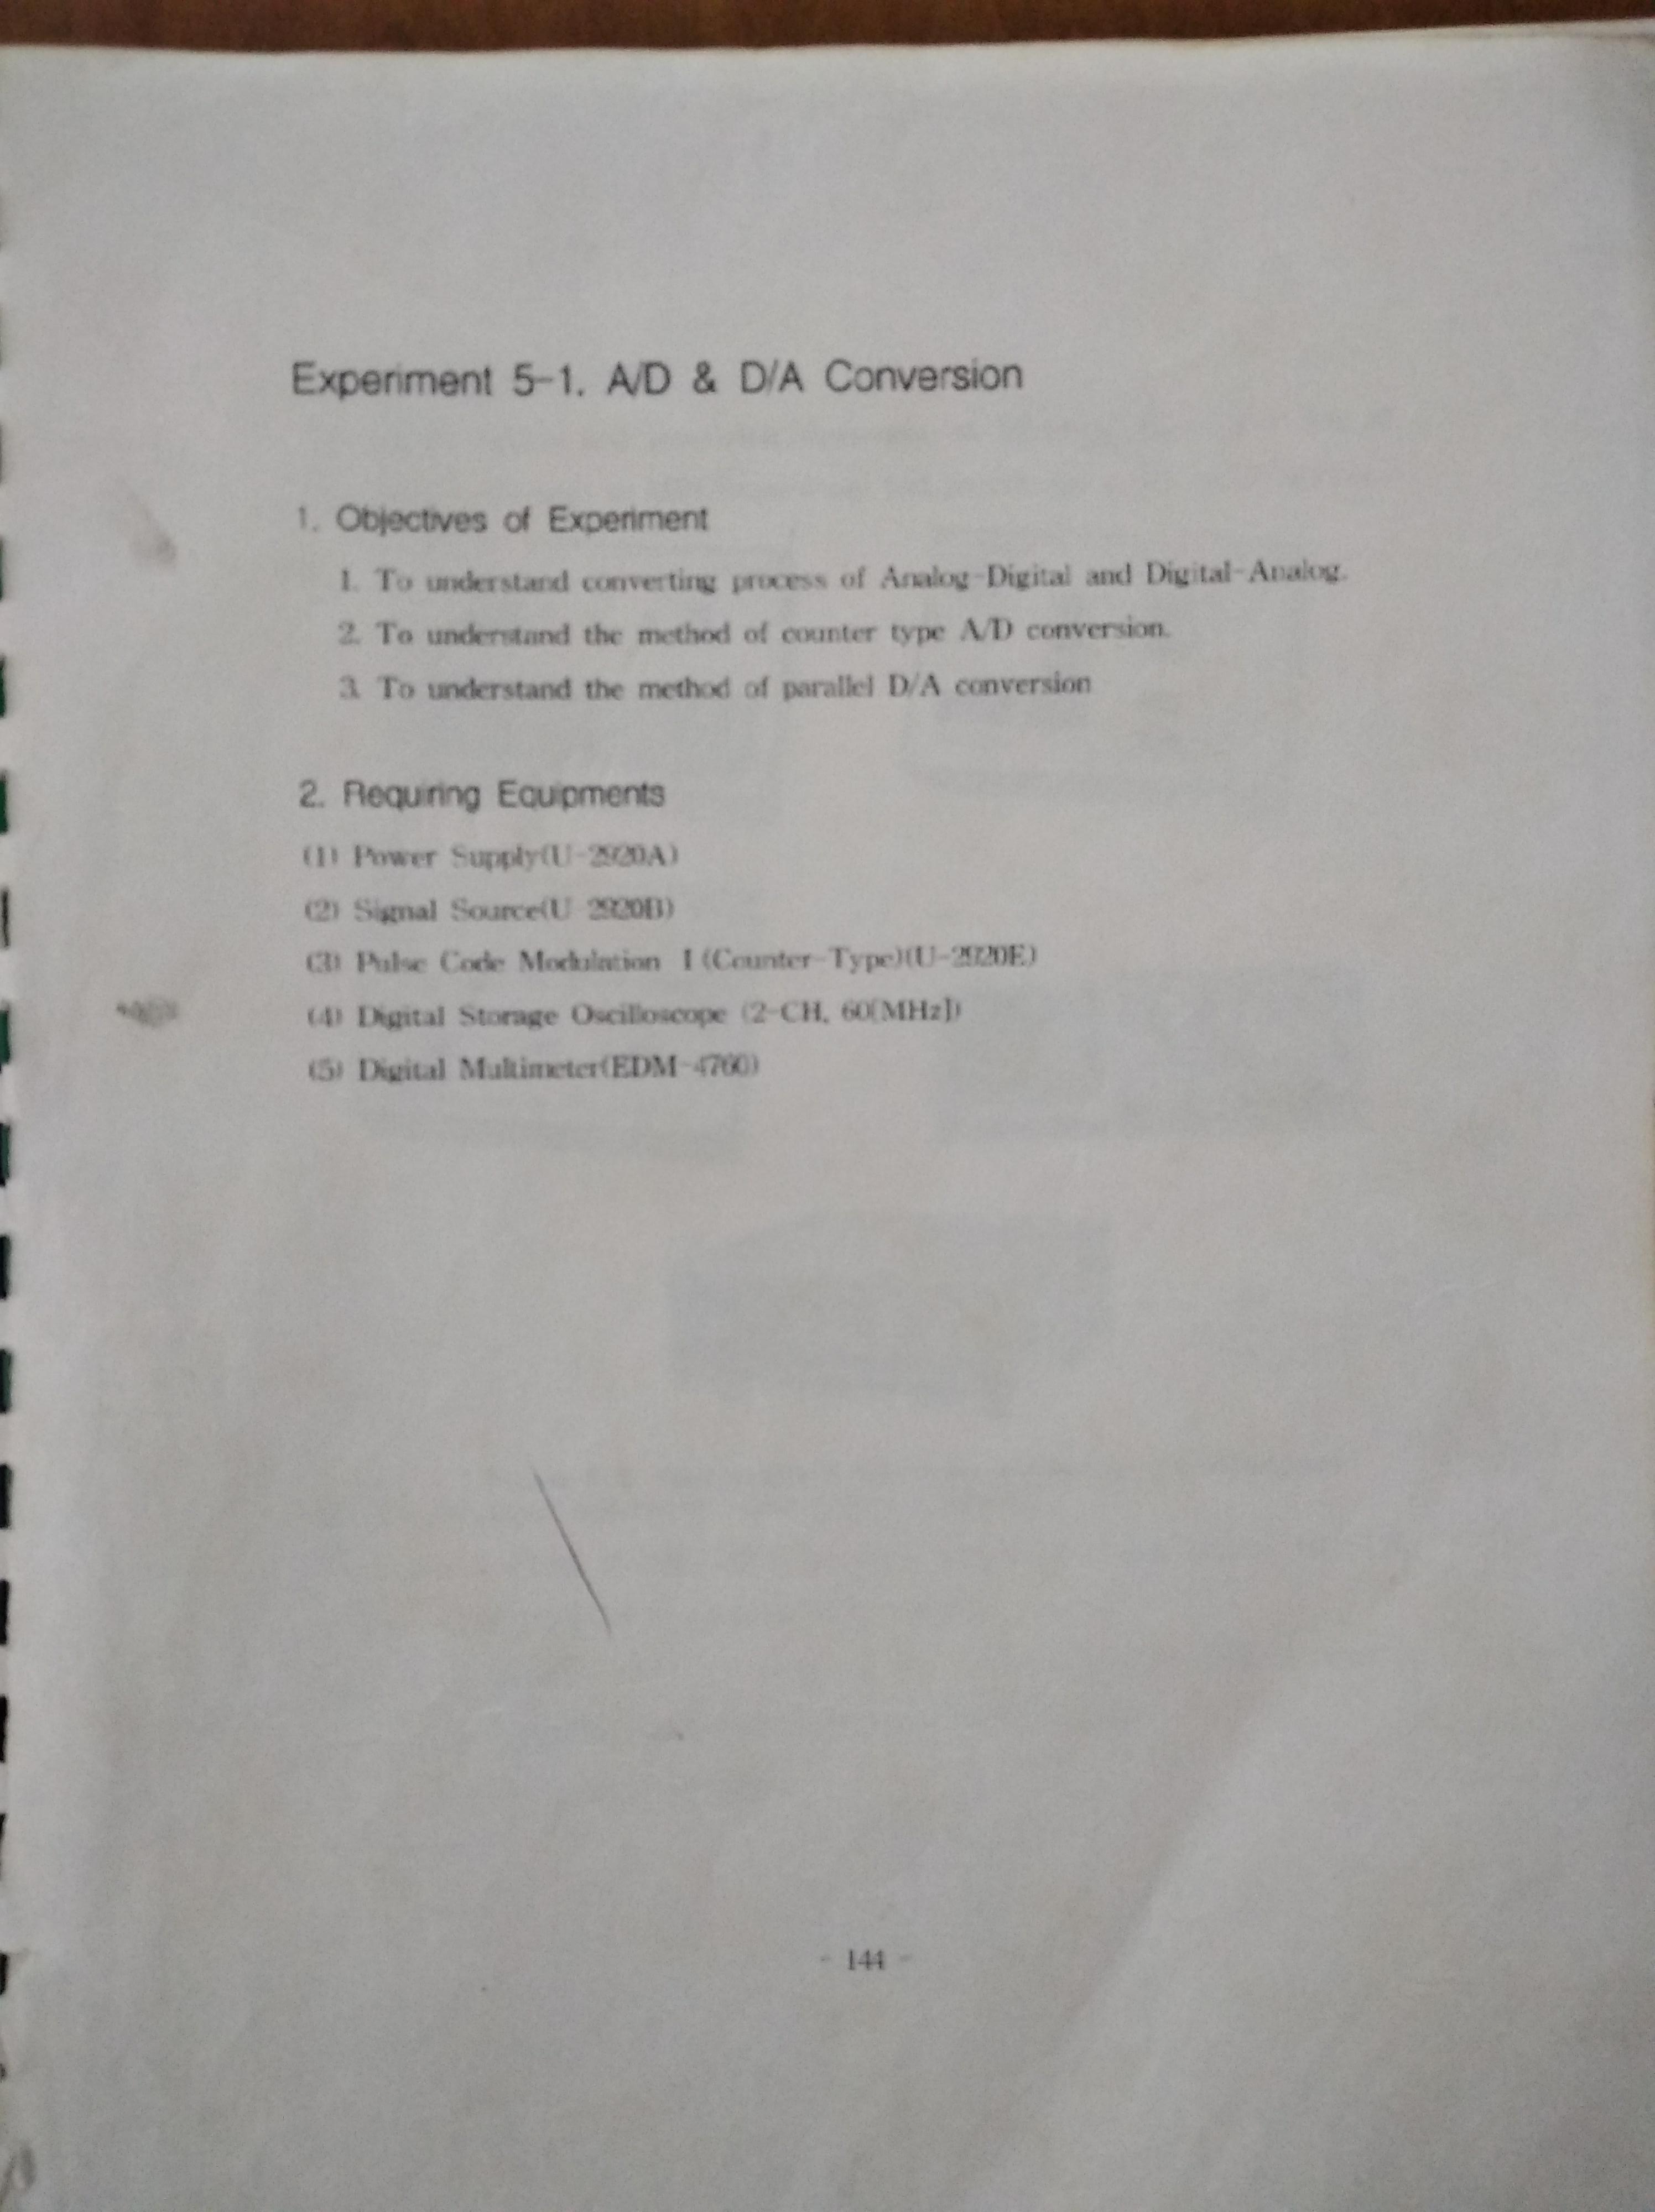 Experiment 5-1. A/D & D/A Conversion
1. Objectives of Experiment
1. To understand converting process of Analog-Digital and Digital-Analog.
2. To understand the method of counter type A/D conversion.
3. To understand the method of parallel D/A conversion
2. Requiring Equipments
(1) Power Supply(U-2920A)
(2) Signal Source(U-2920B)
(3) Pulse Code Modulation I (Counter-Type)(U-2920E)
(4) Digital Storage Oscilloscope (2-CH, 60[MHz])
(5) Digital Multimeter(EDM-4760)
- 144 -